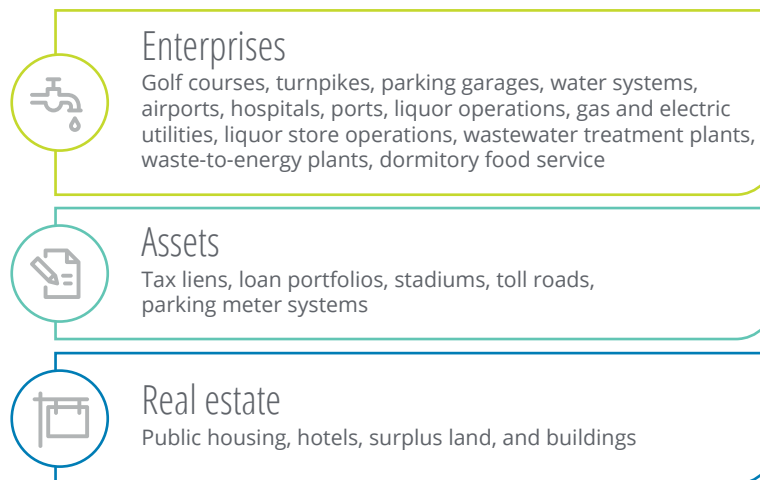 Enterprises
Golf courses, turnpikes, parking garages, water systems,
airports, hospitals, ports, liquor operations, gas and electric
utilities, liquor store operations, wastewater treatment plants,
waste-to-energy plants, dormitory food service
Assets
Tax liens, loan portfolios, stadiums, toll roads,
parking meter systems
Real estate
Public housing, hotels, surplus land, and buildings